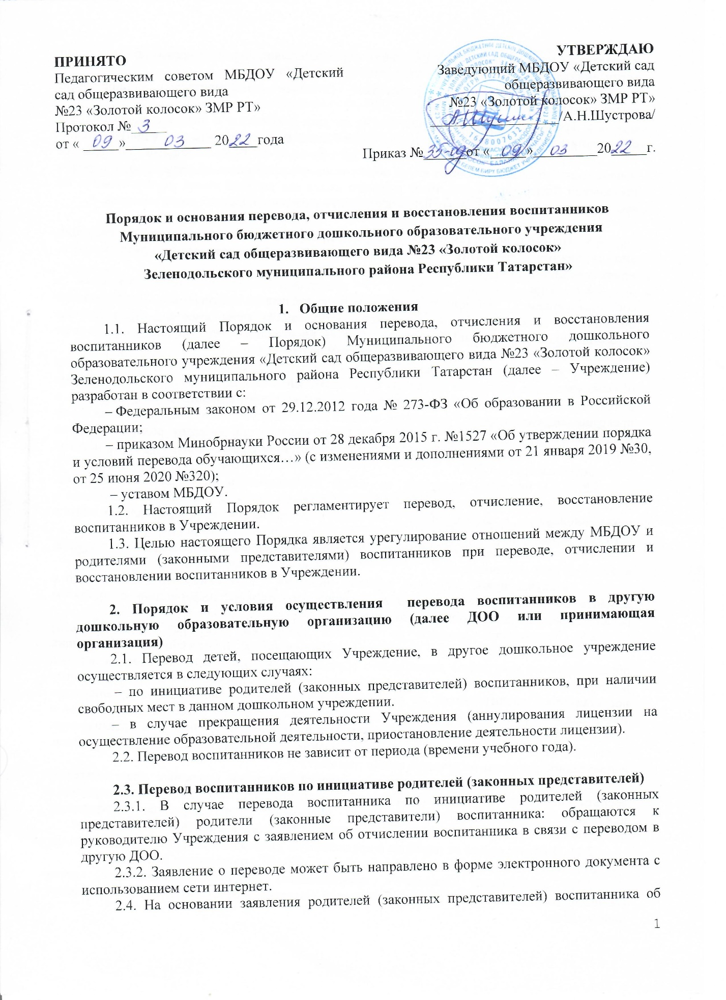 ПРИНЯТО
Педагогическим советом МБДОУ «Детский
сад общеразвивающего вида
№23 «Золотой колосок» ЗМР РТ»
Протокол № 3
от « 09 » 03 2022 года
УТВЕРЖДАЮ
Заведующий МБДОУ «Детский сад
общеразвивающего вида
№23 «Золотой колосок» ЗМР РТ»
/А.Н.Шустрова/
Приказ № 35-од от « 09 » 03 2022 г.
Порядок и основания перевода, отчисления и восстановления воспитанников
Муниципального бюджетного дошкольного образовательного учреждения
«Детский сад общеразвивающего вида №23 «Золотой колосок»
Зеленодольского муниципального района Республики Татарстан»
1. Общие положения
1.1. Настоящий Порядок и основания перевода, отчисления и восстановления
воспитанников (далее – Порядок) Муниципального бюджетного дошкольного
образовательного учреждения «Детский сад общеразвивающего вида №23 «Золотой колосок»
Зеленодольского муниципального района Республики Татарстан (далее – Учреждение)
разработан в соответствии с:
– Федеральным законом от 29.12.2012 года № 273-ФЗ «Об образовании в Российской
Федерации;
– приказом Минобрнауки России от 28 декабря 2015 г. №1527 «Об утверждении порядка
и условий перевода обучающихся…» (с изменениями и дополнениями от 21 января 2019 №30,
от 25 июня 2020 №320);
– уставом МБДОУ.
1.2. Настоящий Порядок регламентирует перевод, отчисление, восстановление
воспитанников в Учреждении.
1.3. Целью настоящего Порядка является урегулирование отношений между МБДОУ и
родителями (законными представителями) воспитанников при переводе, отчислении и
восстановлении воспитанников в Учреждении.
2. Порядок и условия осуществления перевода воспитанников в другую
дошкольную образовательную организацию (далее ДОО или принимающая
организация)
2.1. Перевод детей, посещающих Учреждение, в другое дошкольное учреждение
осуществляется в следующих случаях:
– по инициативе родителей (законных представителей) воспитанников, при наличии
свободных мест в данном дошкольном учреждении.
– в случае прекращения деятельности Учреждения (аннулирования лицензии на
осуществление образовательной деятельности, приостановление деятельности лицензии).
2.2. Перевод воспитанников не зависит от периода (времени учебного года).
2.3. Перевод воспитанников по инициативе родителей (законных представителей)
2.3.1. В случае перевода воспитанника по инициативе родителей (законных
представителей) родители (законные представители) воспитанника: обращаются к
руководителю Учреждения с заявлением об отчислении воспитанника в связи с переводом в
другую ДОО.
2.3.2. Заявление о переводе может быть направлено в форме электронного документа с
использованием сети интернет.
2.4. На основании заявления родителей (законных представителей) воспитанника об
1